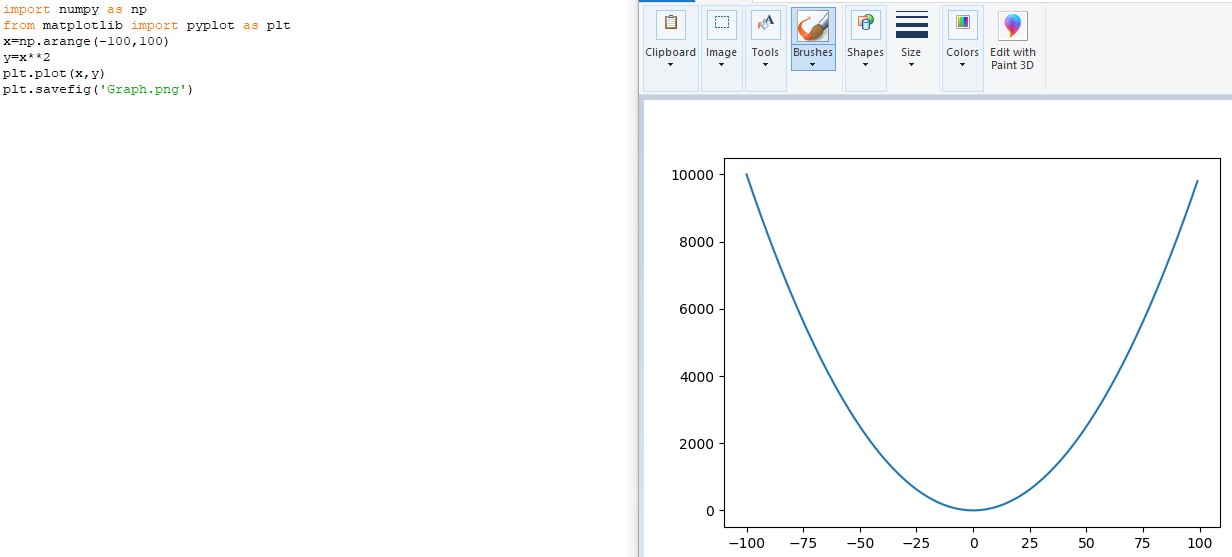 import numpy as np
from matplotlib import pyplot as plt
x=np.arange(-100,100)
y=x**2
plt.plot(x,y)
plt.savefig('Graph.png')
Clipboard Image Tools Brushes Shapes Size Colors Edit with
Paint 3D
10000
8000
6000
4000
2000
0
−100 −75 −50 −25 0 25 50 75 100